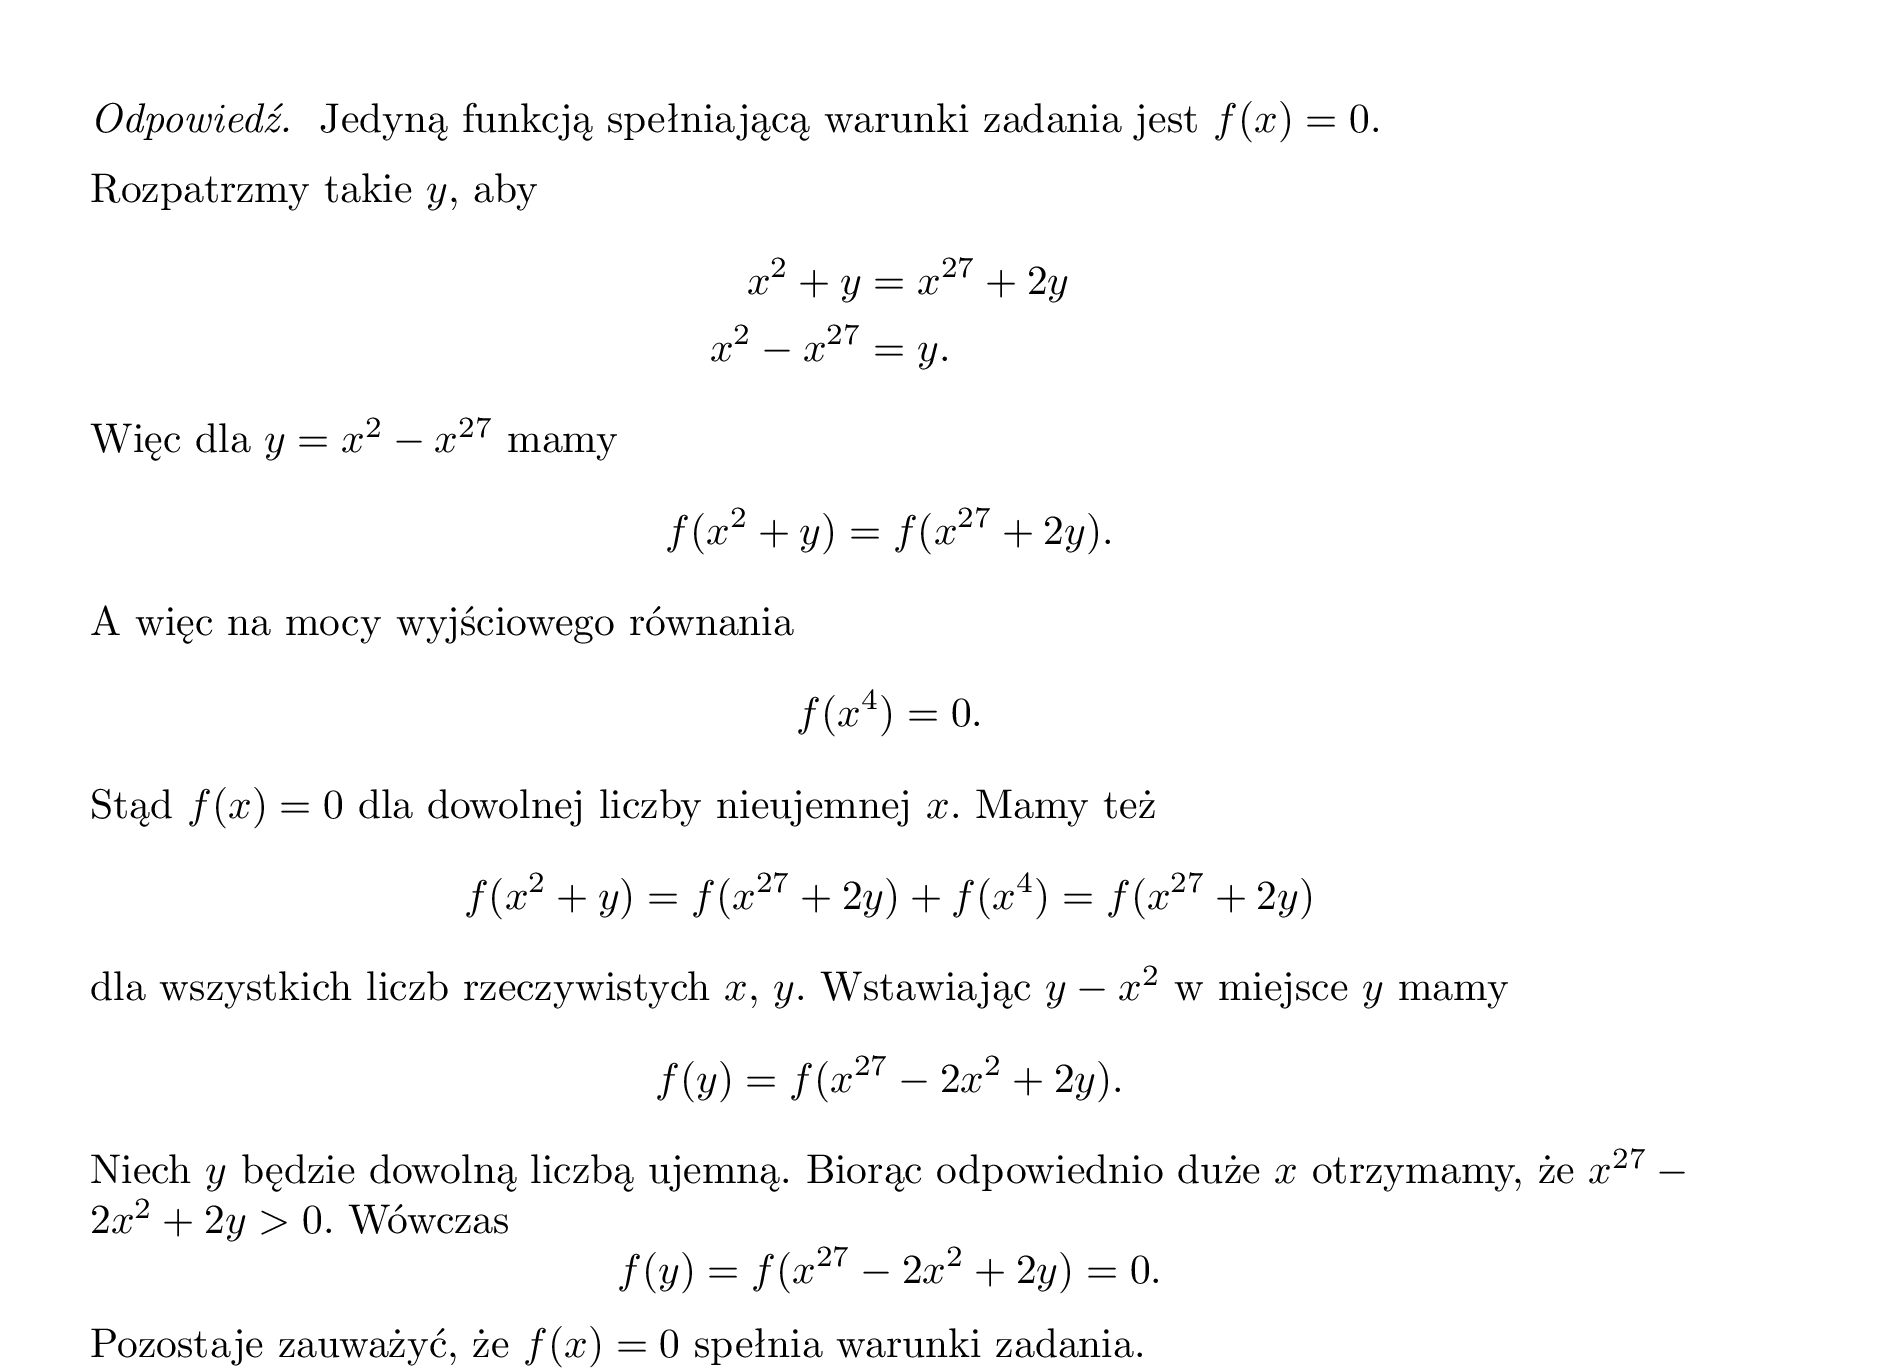 Odpowiedź. Jedyną funkcją spełniającą warunki zadania jest f(x) = 0.
Rozpatrzmy takie y, aby
x² + y = x²⁷ + 2y
x² − x²⁷ = y.
Więc dla y = x² − x²⁷ mamy
f(x² + y) = f(x²⁷ + 2y).
A więc na mocy wyjściowego równania
f(x⁴) = 0.
Stąd f(x) = 0 dla dowolnej liczby nieujemnej x. Mamy też
f(x² + y) = f(x²⁷ + 2y) + f(x⁴) = f(x²⁷ + 2y)
dla wszystkich liczb rzeczywistych x, y. Wstawiając y − x² w miejsce y mamy
f(y) = f(x²⁷ − 2x² + 2y).
Niech y będzie dowolną liczbą ujemną. Biorąc odpowiednio duże x otrzymamy, że x²⁷ −
2x² + 2y > 0. Wówczas
f(y) = f(x²⁷ − 2x² + 2y) = 0.
Pozostaje zauważyć, że f(x) = 0 spełnia warunki zadania.